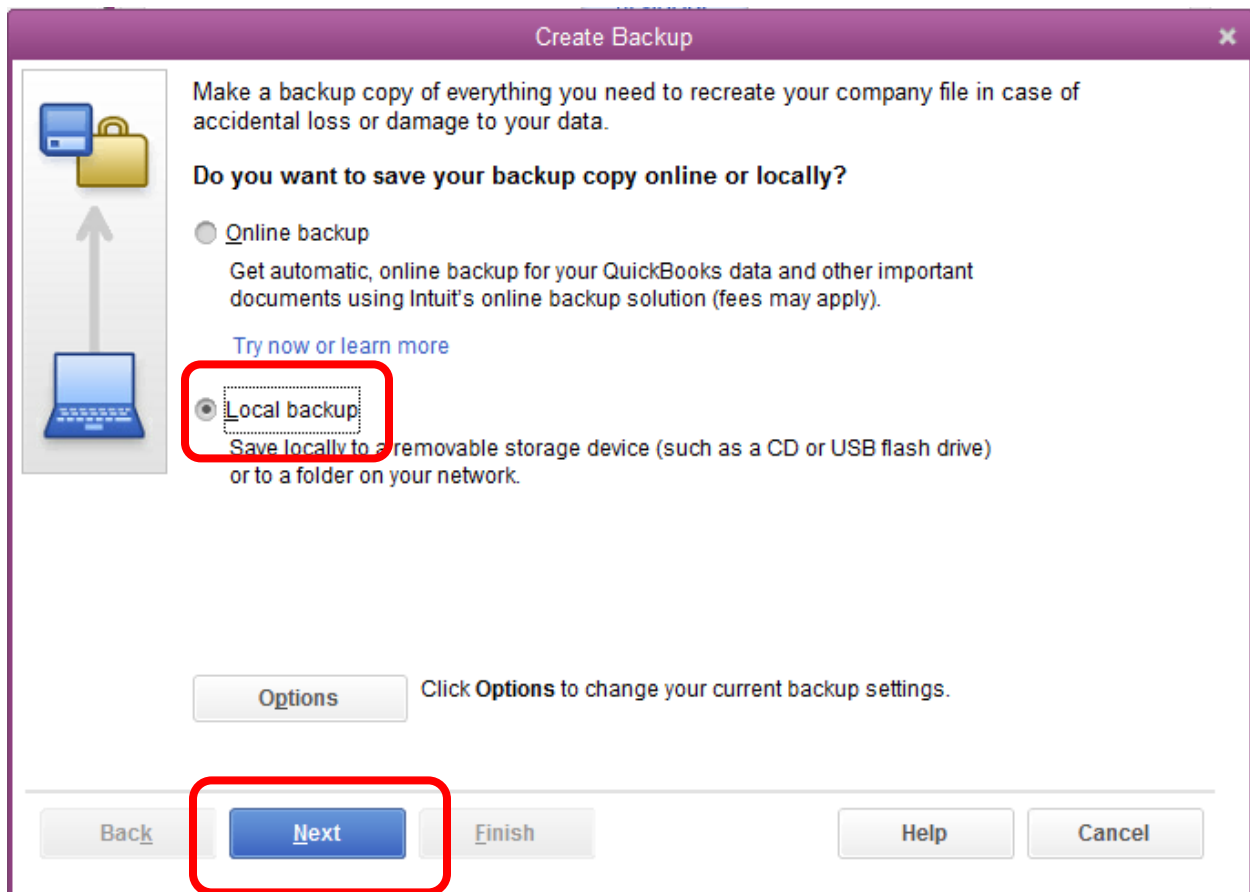 Create Backup
Make a backup copy of everything you need to recreate your company file in case of
accidental loss or damage to your data.
Do you want to save your backup copy online or locally?
Online backup
Get automatic, online backup for your QuickBooks data and other important
documents using Intuit's online backup solution (fees may apply).
Try now or learn more
Local backup
Save locally to a removable storage device (such as a CD or USB flash drive)
or to a folder on your network.
Options Click Options to change your current backup settings.
Back Next Finish Help Cancel